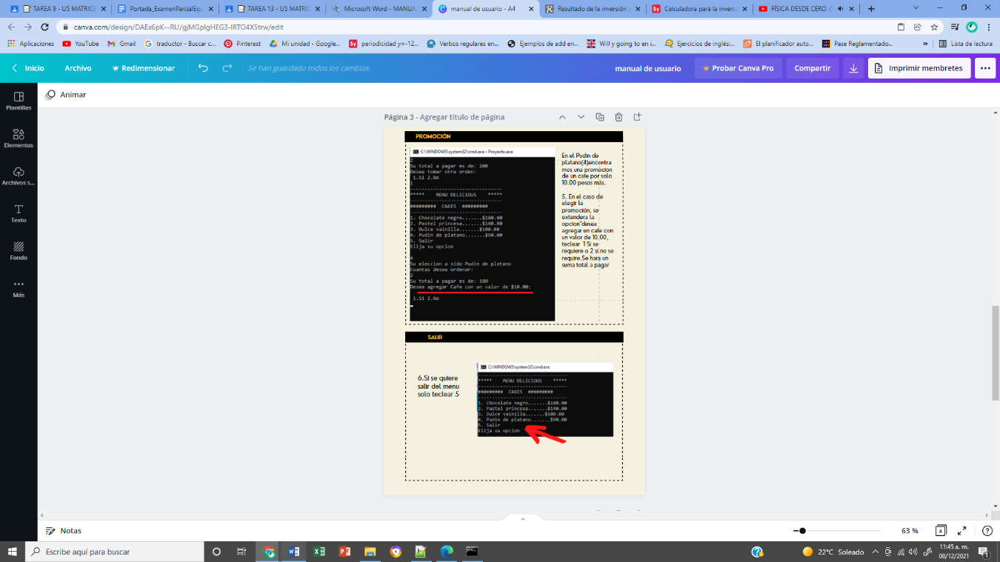 TAREA 9 - U5 MATRICE
Portada_ExamenParcialEqu
TAREA 13 - U5 MATRIC
Microsoft Word - MANUA
manual de usuario - A4
Resultado de la inversión d
Calculadora para la inversa
FÍSICA DESDE CERO. C
canva.com/design/DAEx6pK--RU/gjMGplgHEG3-IRTO4X5trw/edit
Aplicaciones
YouTube
Gmail
traductor - Buscar c...
Pinterest
Mi unidad - Google...
periodicidad y=-12...
Verbos regulares en...
Ejemplos de add en...
Will y going to en i...
Ejercicios de inglés:...
El planificador auto...
Pase Reglamentado...
»
Lista de lectura
Inicio
Archivo
Redimensionar
Se han guardado todos los cambios
manual de usuario
Probar Canva Pro
Compartir
Imprimir membretes
Plantillas
Elementos
Archivos s...
Texto
Fondo
Más
Animar
Página 3 - Agregar título de página
PROMOCIÓN
C:\WINDOWS\system32\cmd.exe - Proyecto.exe
2
Su total a pagar es de: 200
Desea tomar otra orden:
1.Si 2.No
1
--------------------------------
***** MENU DELICIOUS *****
--------------------------------
######### CAKES #########
--------------------------------
1. Chocolate negro.......$100.00
2. Pastel princesa.......$140.00
3. Dulce vainilla.......$100.00
4. Pudin de platano.......$90.00
5. Salir
Elija su opcion
4
Su eleccion a sido Pudin de platano
Cuantas desea ordenar:
2
Su total a pagar es de: 180
Desea agregar Cafe con un valor de $10.00:
1.Si 2.No
En el Pudin de
platano(4)encontra
mos una promocion
de un cafe por solo
10.00 pesos más.
5. En el caso de
elegir la
promoción, se
extendera la
opcion"desea
agregar un cafe con
un valor de 10.00,
teclear 1 Si se
requiere o 2 si no se
require.Se hará un
suma total a pagar
SALIR
6.Si se quiere
salir del menu
solo teclear 5
C:\WINDOWS\system32\cmd.exe
--------------------------------
***** MENU DELICIOUS *****
--------------------------------
######### CAKES #########
--------------------------------
1. Chocolate negro.......$100.00
2. Pastel princesa.......$140.00
3. Dulce vainilla.......$100.00
4. Pudin de platano.......$90.00
5. Salir
Elija su opcion
Notas
63 %
4
Escribe aquí para buscar
22°C Soleado
11:45 a. m.
08/12/2021
1